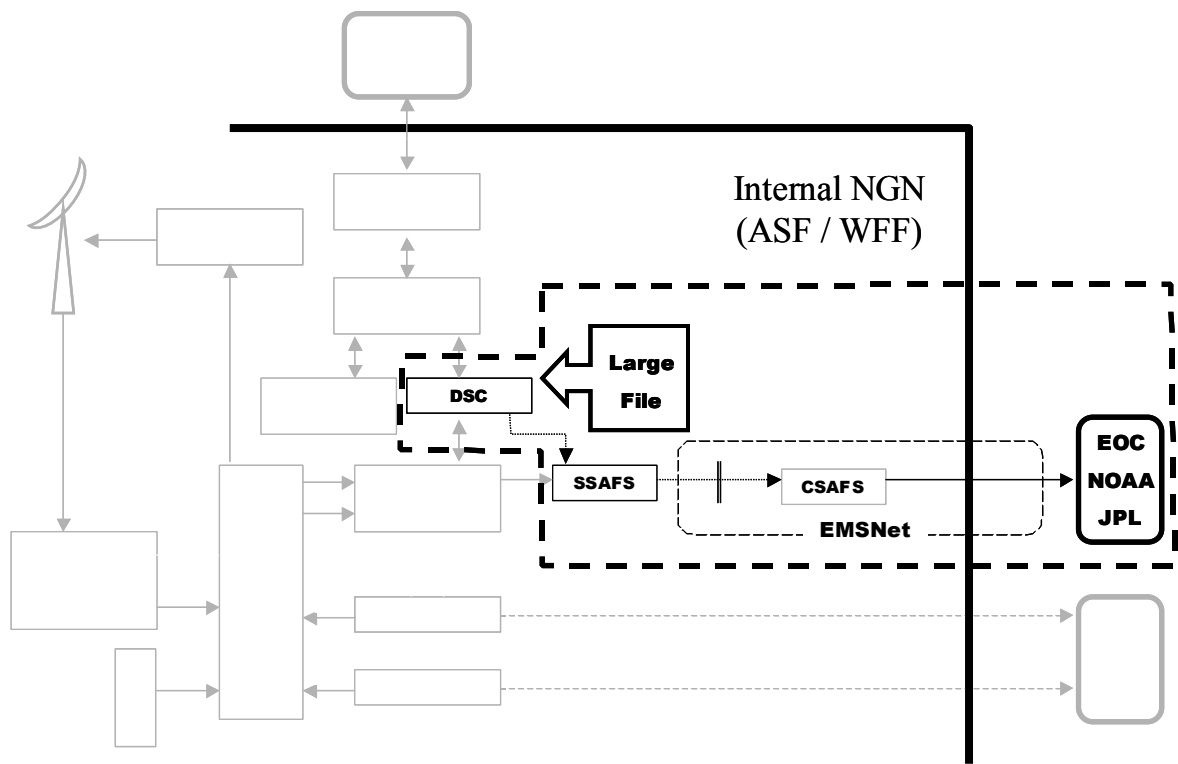 Internal NGN
(ASF / WFF)
Large
File
DSC
SSAFS
CSAFS
EMSNet
EOC
NOAA
JPL